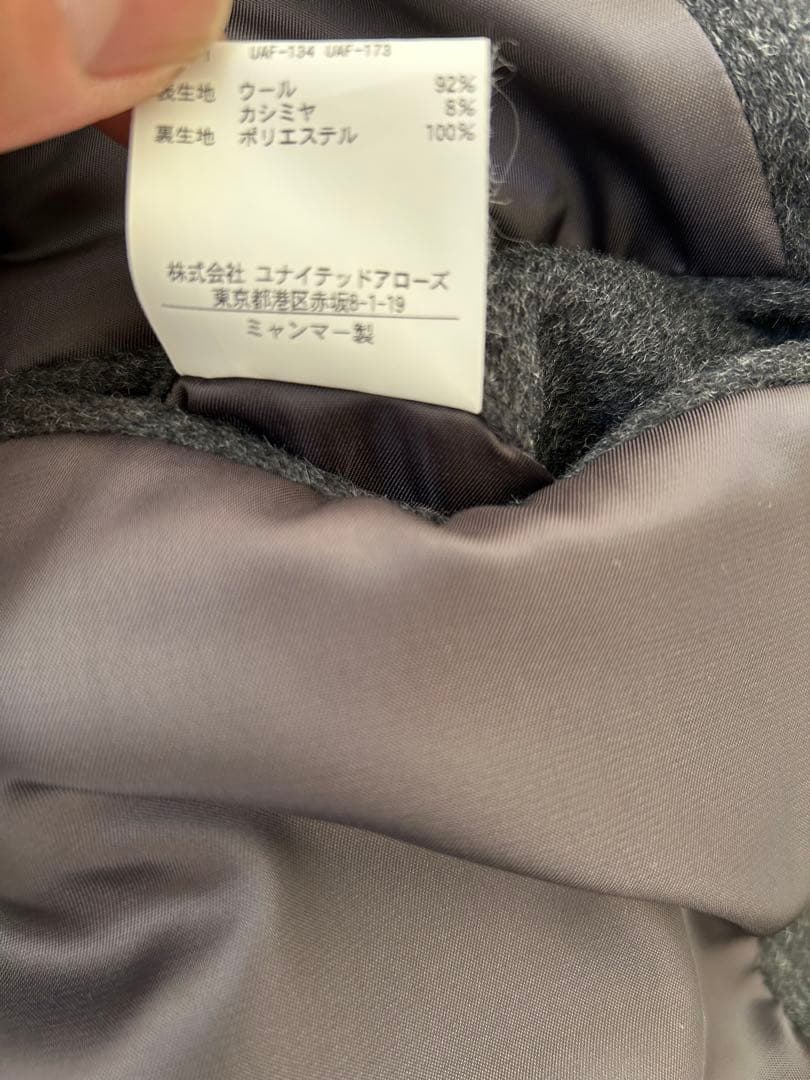 UAF-134 UAF-173
表生地 ウール 92%
カシミヤ 8%
裏生地 ポリエステル 100%
株式会社 ユナイテッドアローズ
東京都港区赤坂8-1-19
ミャンマー製